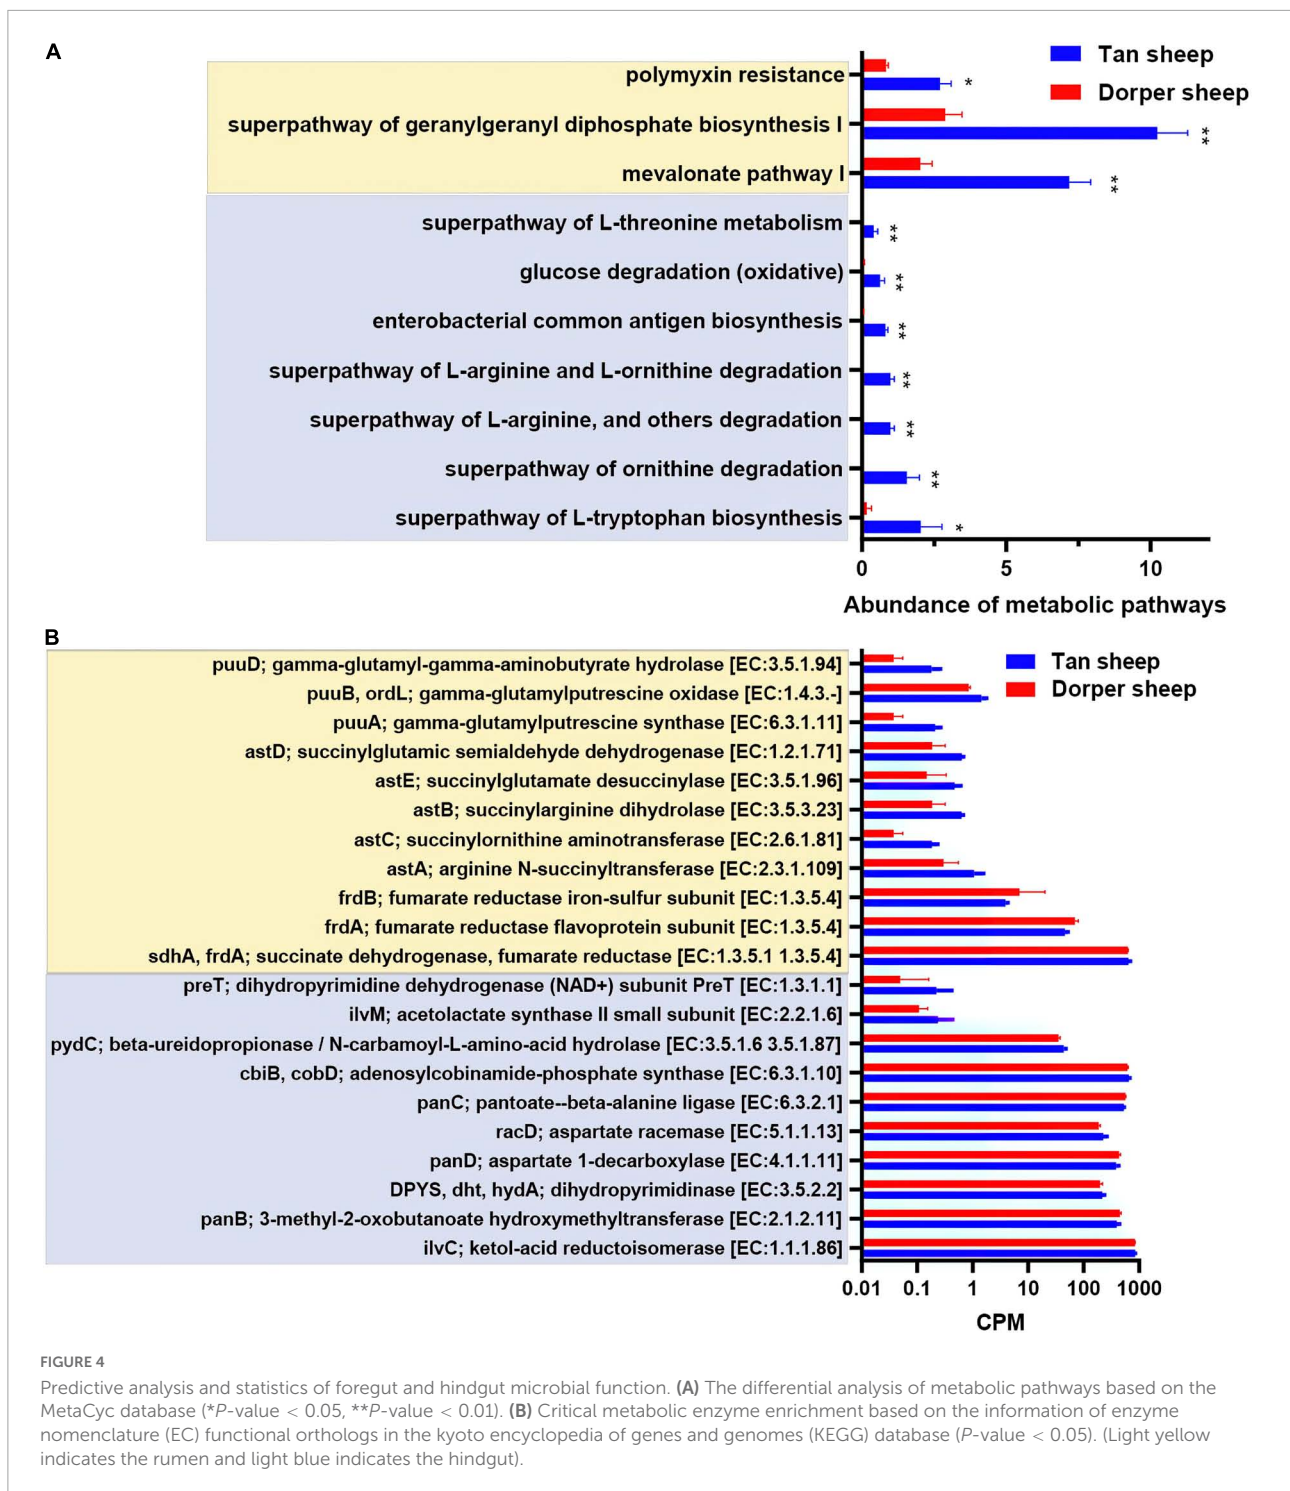 A
Tan sheep
Dorper sheep
polymyxin resistance
*
superpathway of geranylgeranyl diphosphate biosynthesis I
**
mevalonate pathway I
**
superpathway of L-threonine metabolism
**
glucose degradation (oxidative)
**
enterobacterial common antigen biosynthesis
**
superpathway of L-arginine and L-ornithine degradation
**
superpathway of L-arginine, and others degradation
**
superpathway of ornithine degradation
**
superpathway of L-tryptophan biosynthesis
*
0 5 10
Abundance of metabolic pathways
B
Tan sheep
Dorper sheep
puuD; gamma-glutamyl-gamma-aminobutyrate hydrolase [EC:3.5.1.94]
puuB, ordL; gamma-glutamylputrescine oxidase [EC:1.4.3.-]
puuA; gamma-glutamylputrescine synthase [EC:6.3.1.11]
astD; succinylglutamic semialdehyde dehydrogenase [EC:1.2.1.71]
astE; succinylglutamate desuccinylase [EC:3.5.1.96]
astB; succinylarginine dihydrolase [EC:3.5.3.23]
astC; succinylornithine aminotransferase [EC:2.6.1.81]
astA; arginine N-succinyltransferase [EC:2.3.1.109]
frdB; fumarate reductase iron-sulfur subunit [EC:1.3.5.4]
frdA; fumarate reductase flavoprotein subunit [EC:1.3.5.4]
sdhA, frdA; succinate dehydrogenase, fumarate reductase [EC:1.3.5.1 1.3.5.4]
preT; dihydropyrimidine dehydrogenase (NAD+) subunit PreT [EC:1.3.1.1]
ilvM; acetolactate synthase II small subunit [EC:2.2.1.6]
pydC; beta-ureidopropionase / N-carbamoyl-L-amino-acid hydrolase [EC:3.5.1.6 3.5.1.87]
cbiB, cobD; adenosylcobinamide-phosphate synthase [EC:6.3.1.10]
panC; pantoate--beta-alanine ligase [EC:6.3.2.1]
racD; aspartate racemase [EC:5.1.1.13]
panD; aspartate 1-decarboxylase [EC:4.1.1.11]
DPYS, dht, hydA; dihydropyrimidinase [EC:3.5.2.2]
panB; 3-methyl-2-oxobutanoate hydroxymethyltransferase [EC:2.1.2.11]
ilvC; ketol-acid reductoisomerase [EC:1.1.1.86]
0.01 0.1 1 10 100 1000
CPM
FIGURE 4
Predictive analysis and statistics of foregut and hindgut microbial function. (A) The differential analysis of metabolic pathways based on the
MetaCyc database (*P-value < 0.05, **P-value < 0.01). (B) Critical metabolic enzyme enrichment based on the information of enzyme
nomenclature (EC) functional orthologs in the kyoto encyclopedia of genes and genomes (KEGG) database (P-value < 0.05). (Light yellow
indicates the rumen and light blue indicates the hindgut).